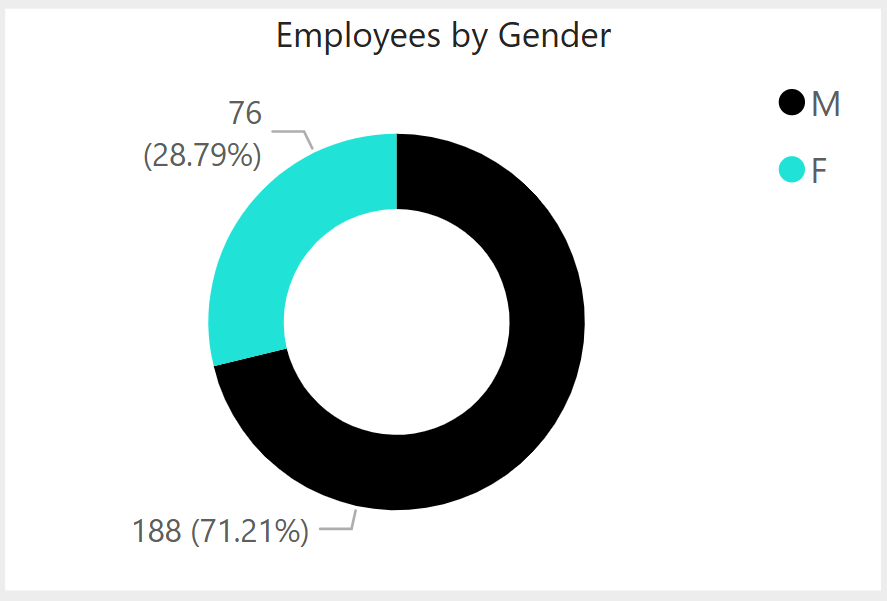 Employees by Gender
M
F
76
(28.79%)
188 (71.21%)